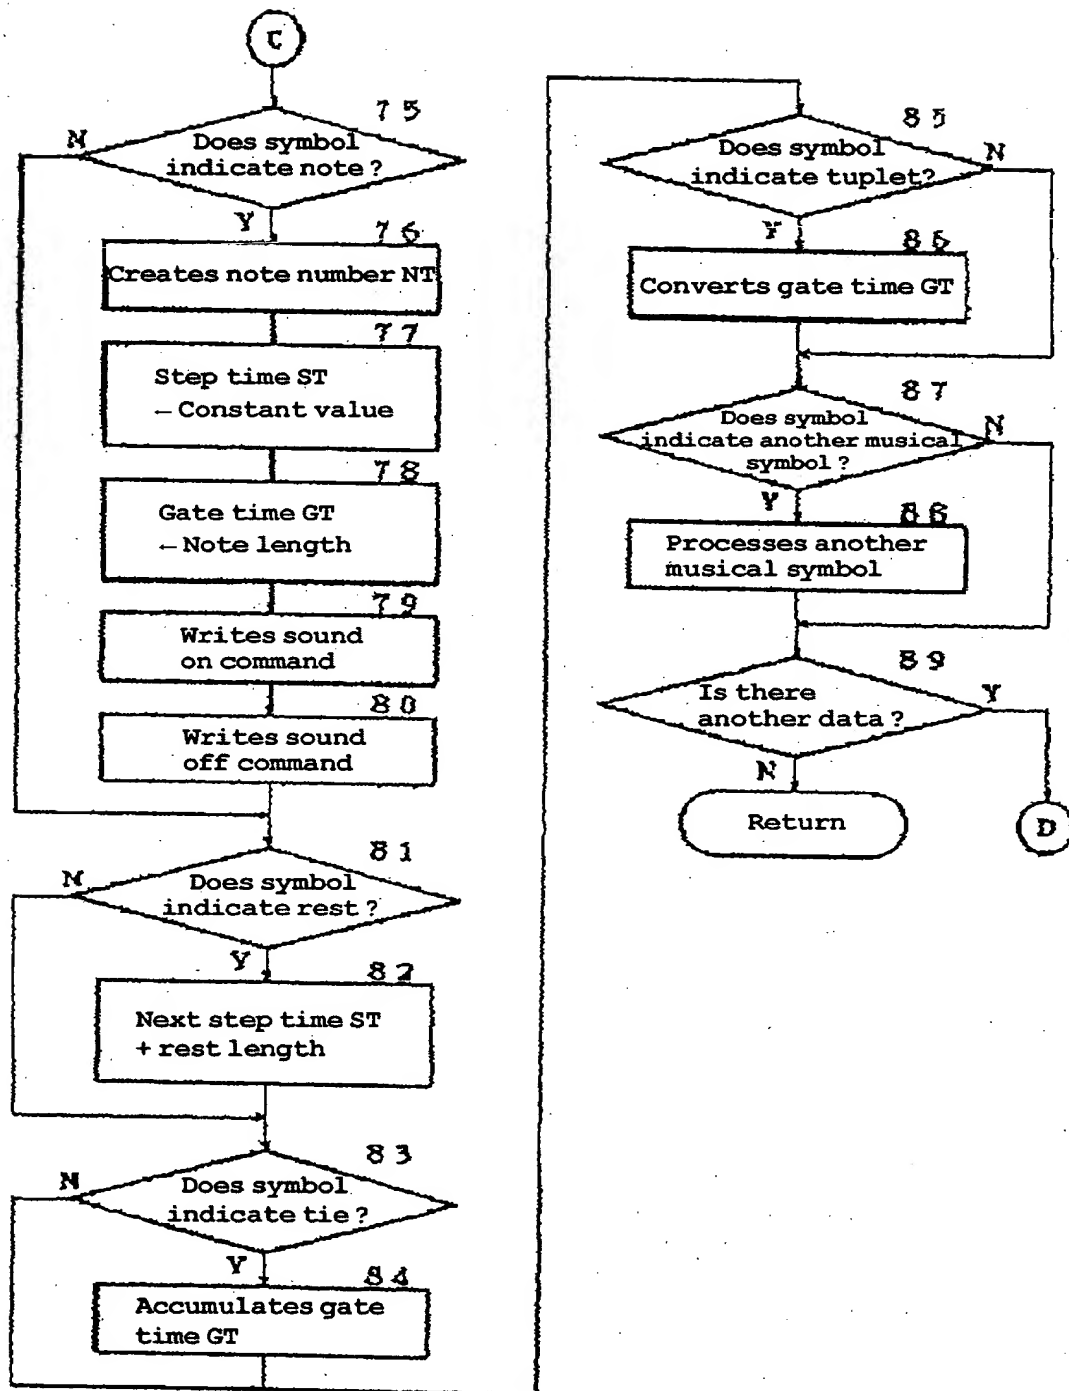 C
75
N
Does symbol
indicate note?
Y
76
Creates note number NT
77
Step time ST
←Constant value
78
Gate time GT
←Note length
79
Writes sound
on command
80
Writes sound
off command
81
N
Does symbol
indicate rest?
Y
82
Next step time ST
+ rest length
83
N
Does symbol
indicate tie?
Y
84
Accumulates gate
time GT
85
Does symbol
indicate tuplet?
N
Y
86
Converts gate time GT
87
Does symbol
indicate another musical
symbol?
N
Y
88
Processes another
musical symbol
89
Is there
another data?
Y
N
Return
D